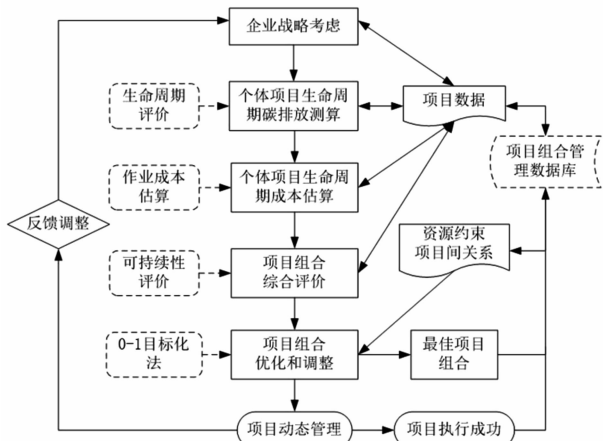 企业战略考虑
生命周期
评价
个体项目生命周
期碳排放测算
项目数据
项目组合管
理数据库
作业成本
估算
个体项目生命周
期成本估算
反馈调整
资源约束
项目间关系
可持续性
评价
项目组合
综合评价
0-1目标化
法
项目组合
优化和调整
最佳项目
组合
项目动态管理
项目执行成功